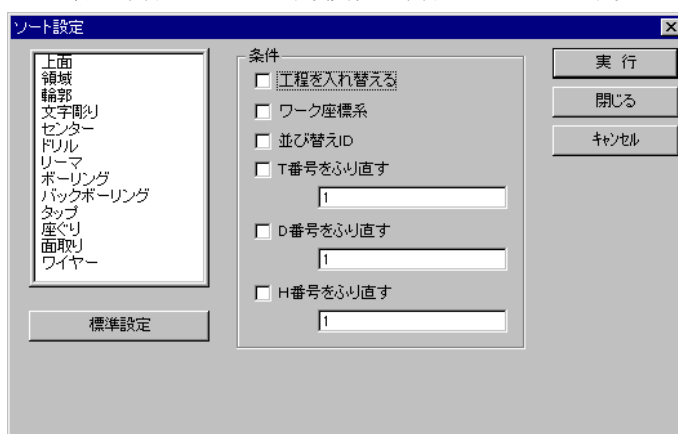 ソート設定
上面
領域
輪郭
文字彫り
センター
ドリル
リーマ
ボーリング
バックボーリング
タップ
座ぐり
面取り
ワイヤー
標準設定
条件
工程を入れ替える
ワーク座標系
並び替えID
T番号をふり直す
1
D番号をふり直す
1
H番号をふり直す
1
実 行
閉じる
ｷｬﾝｾﾙ